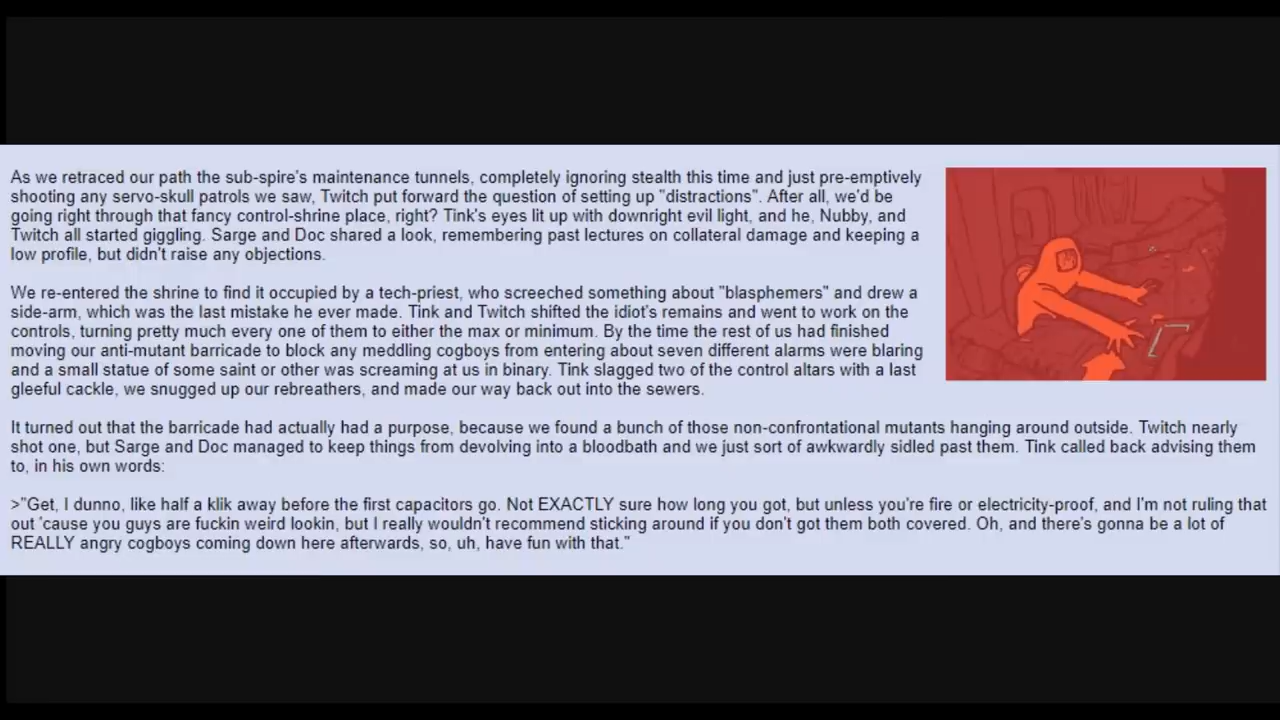 As we retraced our path the sub-spire's maintenance tunnels, completely ignoring stealth this time and just pre-emptively
shooting any servo-skull patrols we saw, Twitch put forward the question of setting up "distractions". After all, we'd be
going right through that fancy control-shrine place, right? Tink's eyes lit up with downright evil light, and he, Nubby, and
Twitch all started giggling. Sarge and Doc shared a look, remembering past lectures on collateral damage and keeping a
low profile, but didn't raise any objections.
We re-entered the shrine to find it occupied by a tech-priest, who screeched something about "blasphemers" and drew a
side-arm, which was the last mistake he ever made. Tink and Twitch shifted the idiot's remains and went to work on the
controls, turning pretty much every one of them to either the max or minimum. By the time the rest of us had finished
moving our anti-mutant barricade to block any meddling cogboys from entering about seven different alarms were blaring
and a small statue of some saint or other was screaming at us in binary. Tink slagged two of the control altars with a last
gleeful cackle, we snugged up our rebreathers, and made our way back out into the sewers.
It turned out that the barricade had actually had a purpose, because we found a bunch of those non-confrontational mutants hanging around outside. Twitch nearly
shot one, but Sarge and Doc managed to keep things from devolving into a bloodbath and we just sort of awkwardly sidled past them. Tink called back advising them
to, in his own words:
>"Get, I dunno, like half a klik away before the first capacitors go. Not EXACTLY sure how long you got, but unless you're fire or electricity-proof, and I'm not ruling that
out 'cause you guys are fuckin weird lookin, but I really wouldn't recommend sticking around if you don't got them both covered. Oh, and there's gonna be a lot of
REALLY angry cogboys coming down here afterwards, so, uh, have fun with that."